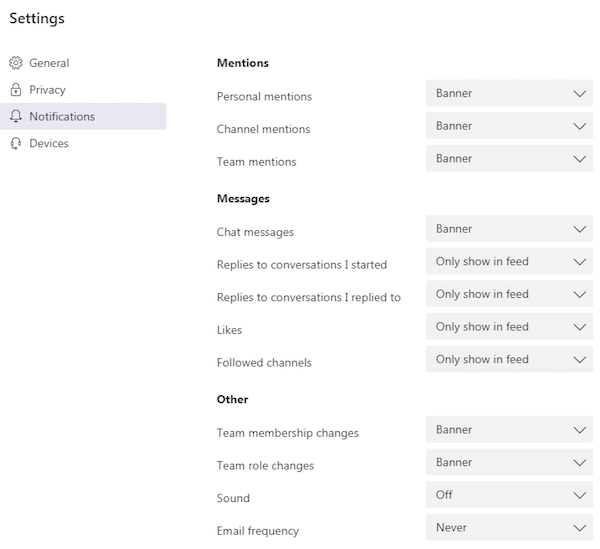 Settings
General
Privacy
Notifications
Devices
Mentions
Personal mentions Banner
Channel mentions Banner
Team mentions Banner
Messages
Chat messages Banner
Replies to conversations I started Only show in feed
Replies to conversations I replied to Only show in feed
Likes Only show in feed
Followed channels Only show in feed
Other
Team membership changes Banner
Team role changes Banner
Sound Off
Email frequency Never